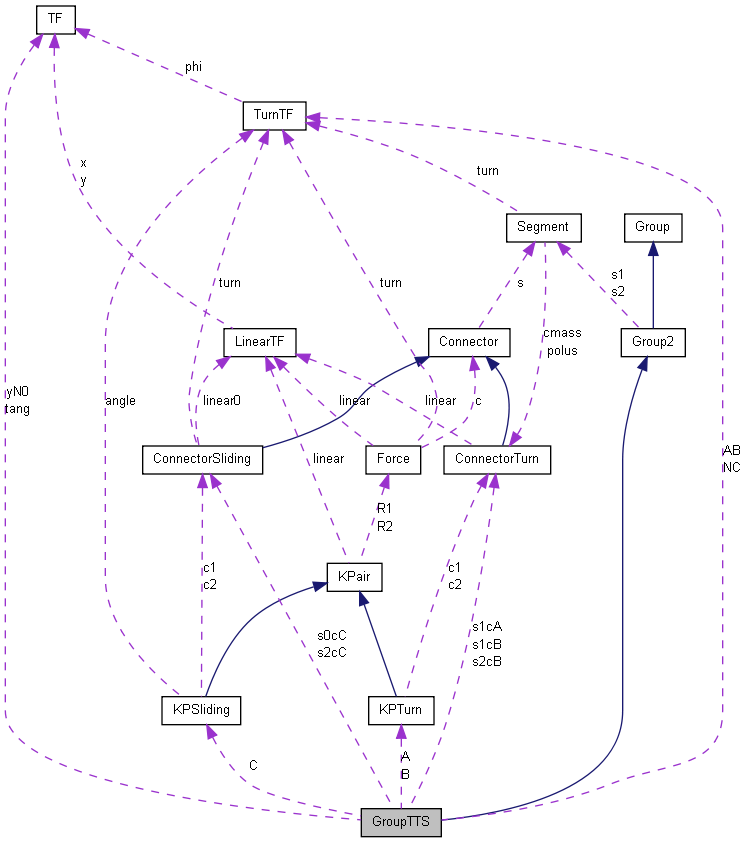 TF
phi
TurnTF
x
y
turn
Segment
Group
turn
turn
s
s1
s2
cmass
polus
LinearTF
Connector
Group2
yN0
tang
angle
linear0
linear
linear
c
AB
NC
ConnectorSliding
Force
ConnectorTurn
linear
R1
R2
c1
c2
KPair
c1
c2
s0cC
s2cC
s1cA
s1cB
s2cB
KPSliding
KPTurn
C
A
B
GroupTTS